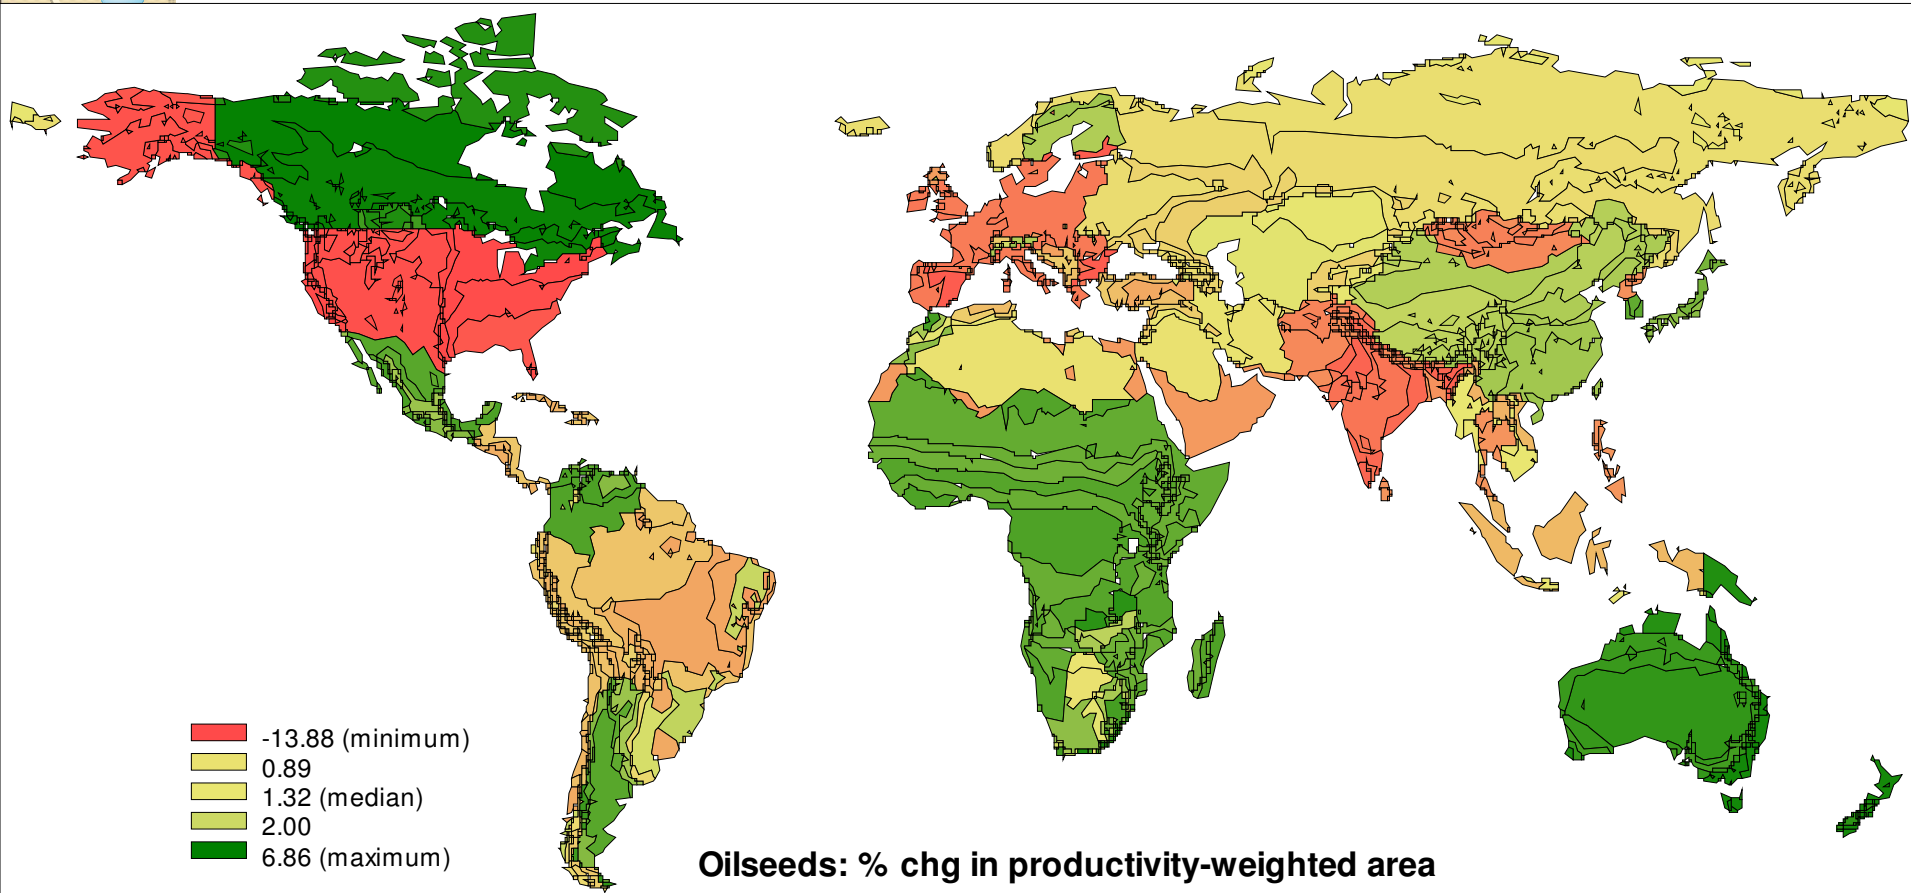 -13.88 (minimum)
0.89
1.32 (median)
2.00
6.86 (maximum)
Oilseeds: % chg in productivity-weighted area